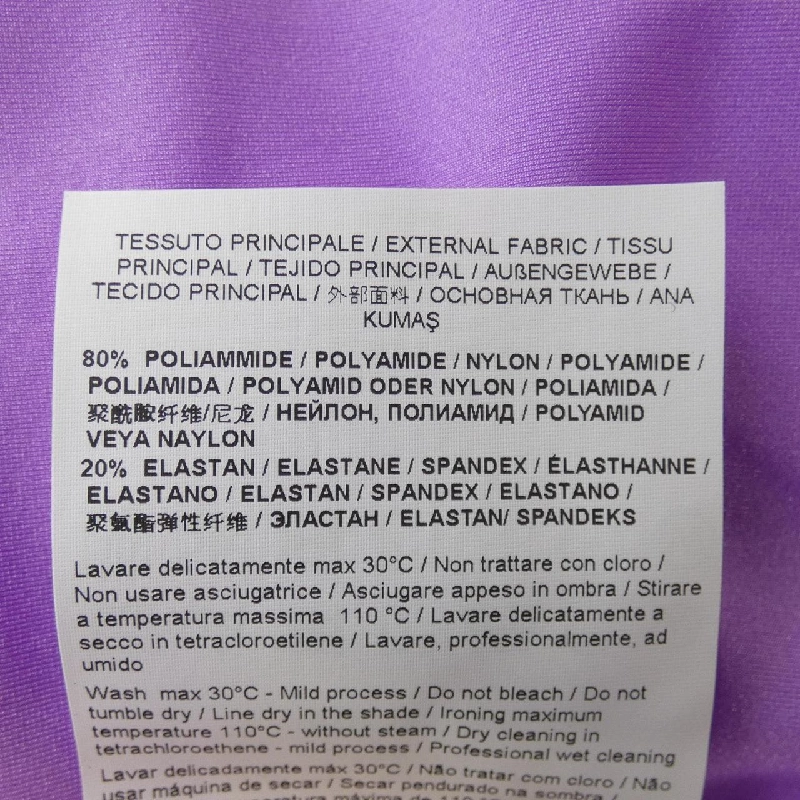 TESSUTO PRINCIPALE / EXTERNAL FABRIC / TISSU
PRINCIPAL / TEJIDO PRINCIPAL / AUßENGEWEBE /
TECIDO PRINCIPAL / 外部面料 / ОСНОВНАЯ ТКАНЬ / ANA
KUMAŞ
80% POLIAMMIDE / POLYAMIDE / NYLON / POLYAMIDE /
POLIAMIDA / POLYAMID ODER NYLON / POLIAMIDA /
聚酰胺纤维/尼龙 / НЕЙЛОН, ПОЛИАМИД / POLYAMID
VEYA NAYLON
20% ELASTAN / ELASTANE / SPANDEX / ÉLASTHANNE /
ELASTANO / ELASTAN / SPANDEX / ELASTANO /
聚氨酯弹性纤维 / ЭЛАСТАН / ELASTAN/ SPANDEKS
Lavare delicatamente max 30°C / Non trattare con cloro /
Non usare asciugatrice / Asciugare appeso in ombra / Stirare
a temperatura massima 110 °C / Lavare delicatamente a
secco in tetracloroetilene / Lavare, professionalmente, ad
umido
Wash max 30°C - Mild process / Do not bleach / Do not
tumble dry / Line dry in the shade / Ironing maximum
temperature 110°C - without steam / Dry cleaning in
tetrachloroethene - mild process / Professional wet cleaning
Lavar delicadamente máx 30°C / Não tratar com cloro / Não
usar máquina de secar / Secar pendurado na sombra /